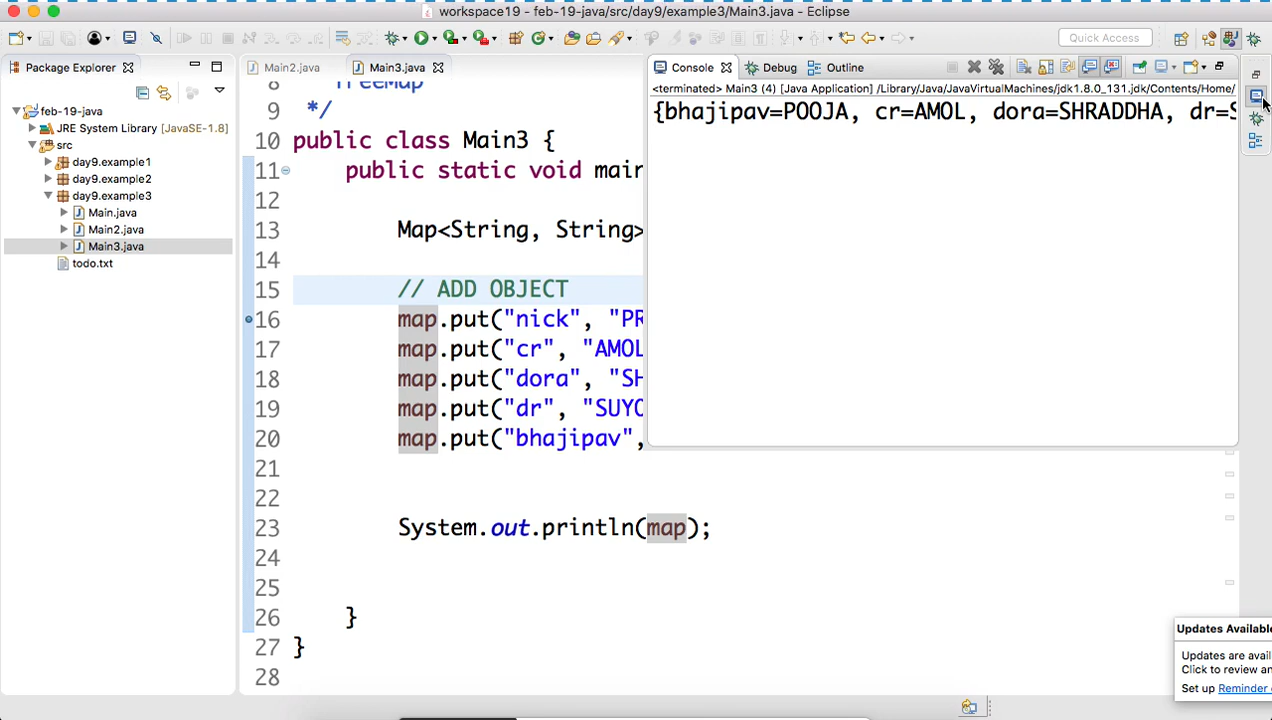 workspace19 - feb-19-java/src/day9/example3/Main3.java - Eclipse
Quick Access
Package Explorer
feb-19-java
JRE System Library [JavaSE-1.8]
src
day9.example1
day9.example2
day9.example3
Main.java
Main2.java
Main3.java
todo.txt
Main2.java
Main3.java
8 TreeMap
9 */
10 public class Main3 {
11 public static void main
12
13 Map<String, String>
14
15 // ADD OBJECT
16 map.put("nick", "PR
17 map.put("cr", "AMOL
18 map.put("dora", "SH
19 map.put("dr", "SUYO
20 map.put("bhajipav",
21
22
23 System.out.println(map);
24
25
26 }
27 }
28
Console
Debug
Outline
<terminated> Main3 (4) [Java Application] /Library/Java/JavaVirtualMachines/jdk1.8.0_131.jdk/Contents/Home/
{bhajipav=POOJA, cr=AMOL, dora=SHRADDHA, dr=S
Updates Available
Updates are avail
Click to review an
Set up Reminder